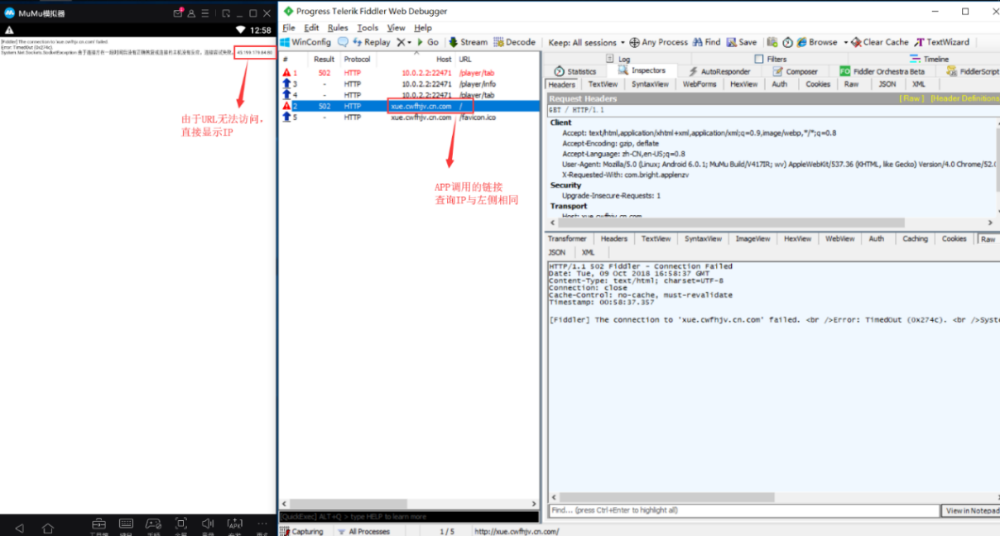 MuMu模拟器
12:58
[Fiddler] The connection to 'xue.cwfhjv.cn.com' failed.
Error: TimedOut (0x274c).
System.Net.Sockets.SocketException 由于连接方在一段时间后没有正确答复或连接的主机没有反应，连接尝试失败。
由于URL无法访问，
直接显示IP
Progress Telerik Fiddler Web Debugger
File Edit Rules Tools View Help
WinConfig Replay Go Stream Decode Keep: All sessions Any Process Find Save Browse Clear Cache TextWizard
# Result Protocol Host URL
1 502 HTTP 10.0.2.2:22471 /player/tab
3 - HTTP 10.0.2.2:22471 /player/info
4 - HTTP 10.0.2.2:22471 /player/tab
2 502 HTTP xue.cwfhjv.cn.com /
5 - HTTP xue.cwfhjv.cn.com /favicon.ico
APP调用的链接
查询IP与左侧相同
[QuickExec] ALT+Q > type HELP to learn more
Log Filters Timeline
Statistics Inspectors AutoResponder Composer FO Fiddler Orchestra Beta FiddlerScript
Headers TextView SyntaxView WebForms HexView Auth Cookies Raw JSON XML
Request Headers [ Raw ] [Header Definitions
GET / HTTP/1.1
Client
Accept: text/html,application/xhtml+xml,application/xml;q=0.9,image/webp,*/*;q=0.8
Accept-Encoding: gzip, deflate
Accept-Language: zh-CN,en-US;q=0.8
User-Agent: Mozilla/5.0 (Linux; Android 6.0.1; MuMu Build/V417IR; wv) AppleWebKit/537.36 (KHTML, like Gecko) Version/4.0 Chrome/52.0
X-Requested-With: com.bright.applenzv
Security
Upgrade-Insecure-Requests: 1
Transport
Host: xue.cwfhjv.cn.com
Transformer Headers TextView SyntaxView ImageView HexView WebView Auth Caching Cookies Raw
JSON XML
HTTP/1.1 502 Fiddler - Connection Failed
Date: Tue, 09 Oct 2018 16:58:37 GMT
Content-Type: text/html; charset=UTF-8
Connection: close
Cache-Control: no-cache, must-revalidate
Timestamp: 00:58:37.357
[Fiddler] The connection to 'xue.cwfhjv.cn.com' failed. <br />Error: TimedOut (0x274c). <br />Syste
Find... (press Ctrl+Enter to highlight all) View in Notepad
Capturing All Processes 1 / 5 http://xue.cwfhjv.cn.com/